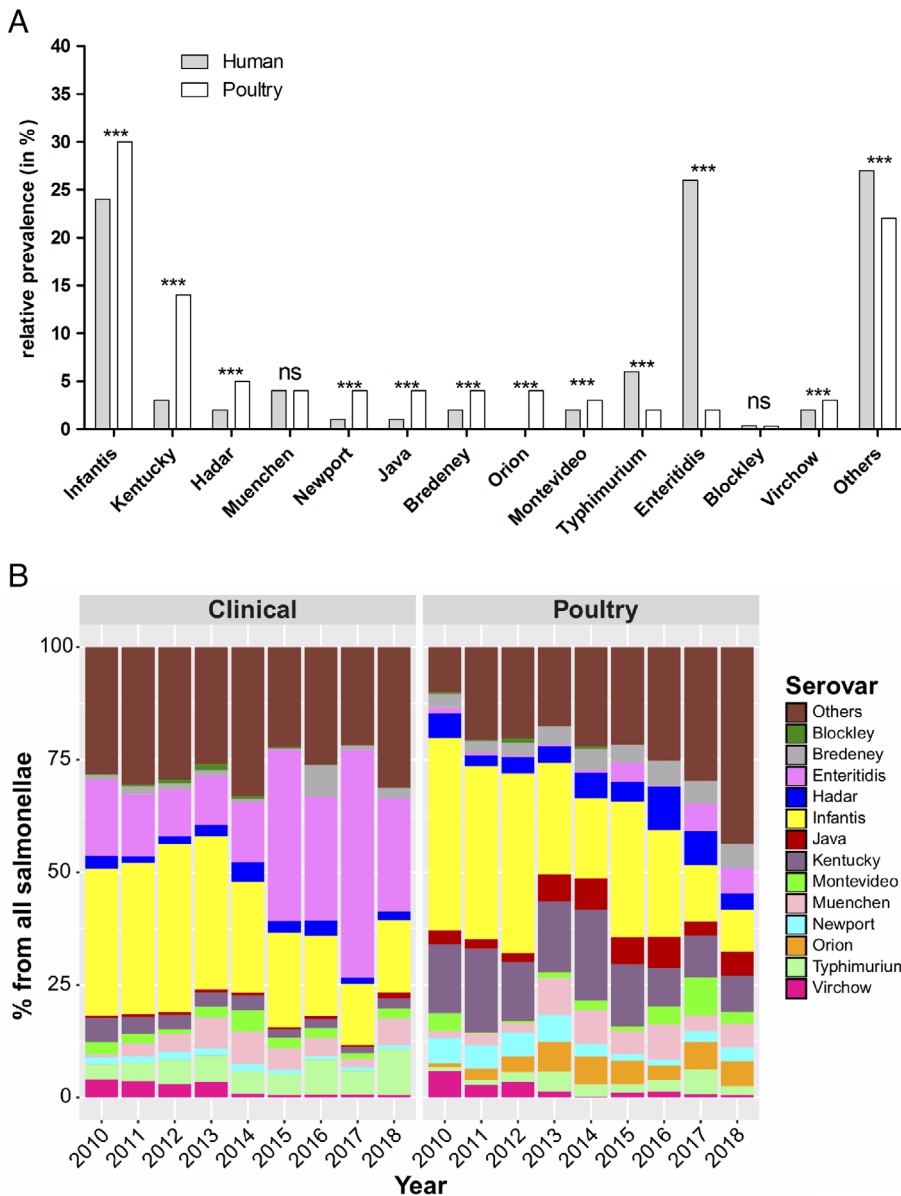 A
40
35
30
25
20
15
10
5
0
relative prevalence (in %)
Human
Poultry
*** *** *** ns *** *** *** *** *** *** *** ns *** ***
Infantis Kentucky Hadar Muenchen Newport Java Bredeney Orion Montevideo Typhimurium Enteritidis Blockley Virchow Others
B
Clinical Poultry
100
75
50
25
0
% from all salmonellae
2010 2011 2012 2013 2014 2015 2016 2017 2018 2010 2011 2012 2013 2014 2015 2016 2017 2018
Year
Serovar
Others
Blockley
Bredeney
Enteritidis
Hadar
Infantis
Java
Kentucky
Montevideo
Muenchen
Newport
Orion
Typhimurium
Virchow